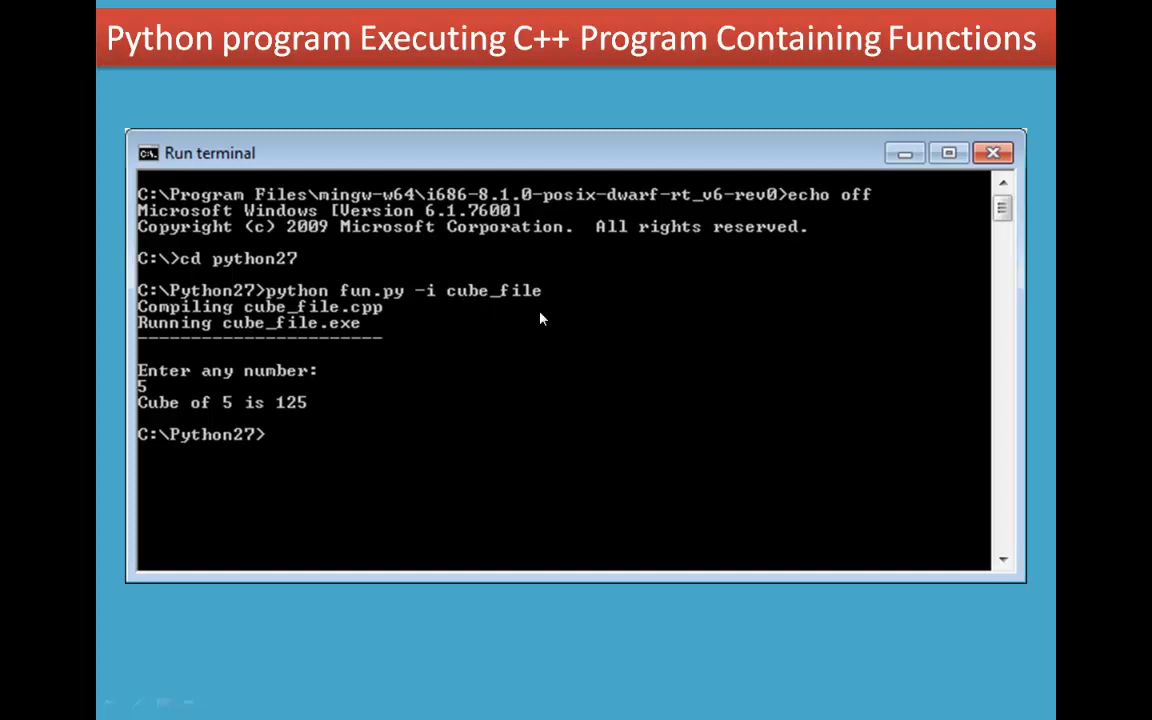 Python program Executing C++ Program Containing Functions
Run terminal
C:\Program Files\mingw-w64\i686-8.1.0-posix-dwarf-rt_v6-rev0>echo off
Microsoft Windows [Version 6.1.7600]
Copyright (c) 2009 Microsoft Corporation.  All rights reserved.
C:\>cd python27
C:\Python27>python fun.py -i cube_file
Compiling cube_file.cpp
Running cube_file.exe
-----------------------
Enter any number:
5
Cube of 5 is 125
C:\Python27>